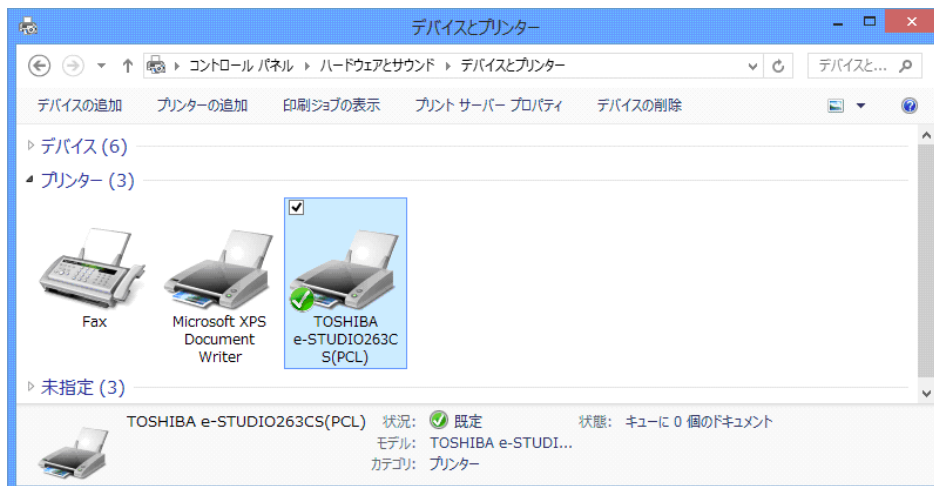 デバイスとプリンター
コントロール パネル ▸ ハードウェアとサウンド ▸ デバイスとプリンター
デバイスと...
デバイスの追加 プリンターの追加 印刷ジョブの表示 プリント サーバー プロパティ デバイスの削除
デバイス (6)
プリンター (3)
Fax
Microsoft XPS
Document
Writer
TOSHIBA
e-STUDIO263C
S(PCL)
未指定 (3)
TOSHIBA e-STUDIO263CS(PCL) 状況: 既定 状態: キューに 0 個のドキュメント
モデル: TOSHIBA e-STUDI...
カテゴリ: プリンター